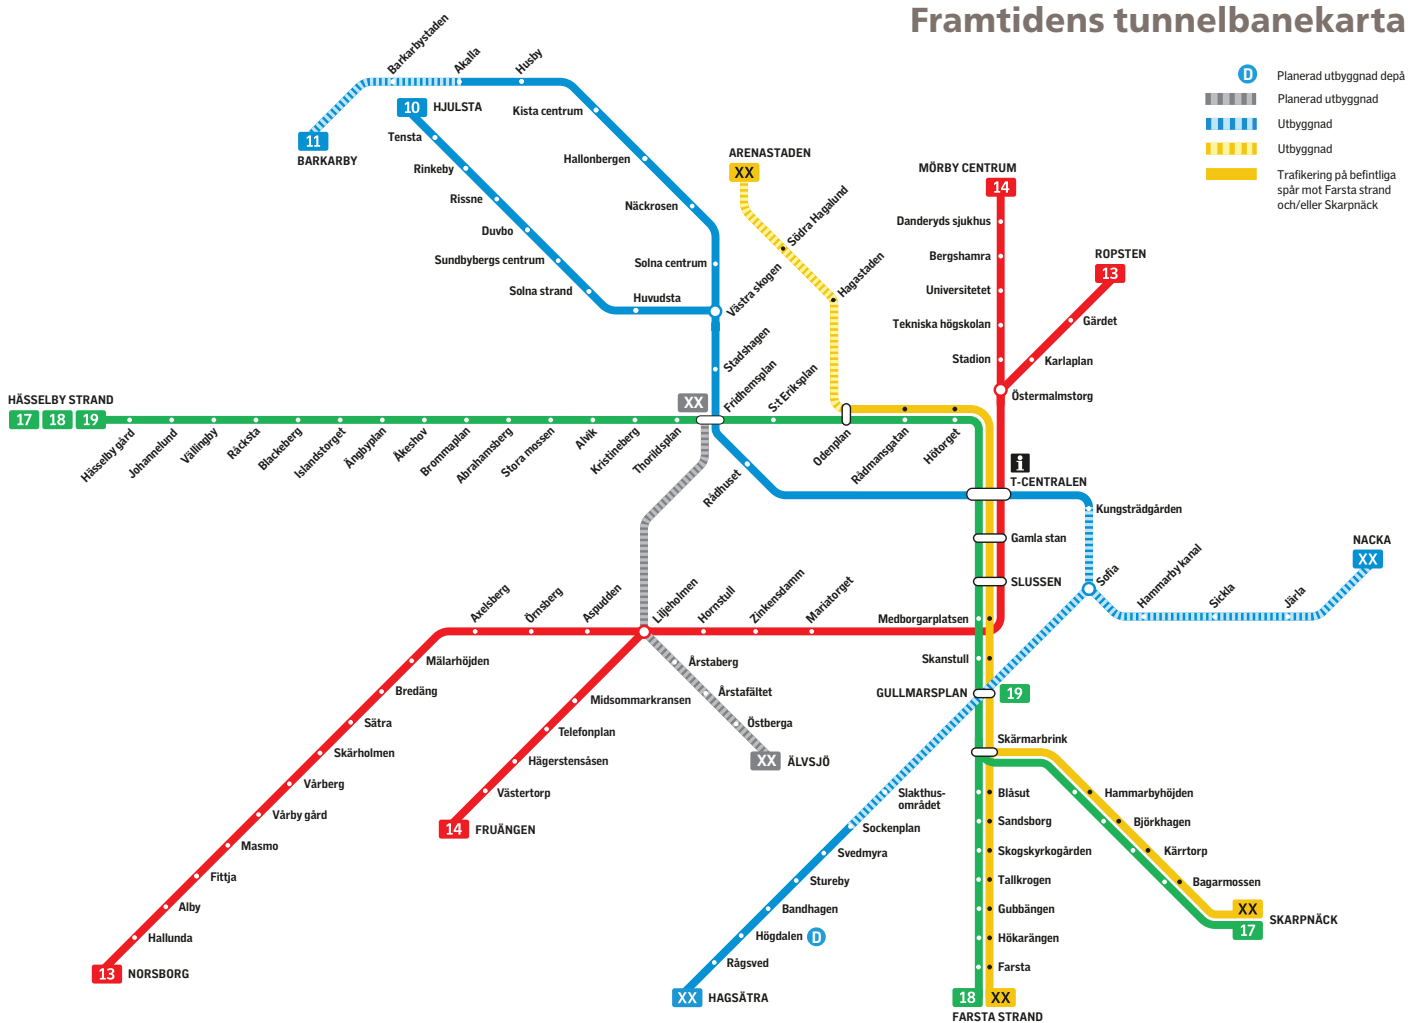 Framtidens tunnelbanekarta
D
Planerad utbyggnad depå
Planerad utbyggnad
Utbyggnad
Utbyggnad
Trafikering på befintliga
spår mot Farsta strand
och/eller Skarpnäck
Barkarbystaden
Akalla
Husby
10
HJULSTA
11
BARKARBY
Kista centrum
Hallonbergen
Näckrosen
Solna centrum
Västra skogen
Tensta
Rinkeby
Rissne
Duvbo
Sundbybergs centrum
Solna strand
Huvudsta
Stadshagen
Fridhemsplan
ARENASTADEN
XX
Södra Hagalund
Hagastaden
MÖRBY CENTRUM
14
Danderyds sjukhus
Bergshamra
Universitetet
Tekniska högskolan
Stadion
ROPSTEN
13
Gärdet
Karlaplan
Östermalmstorg
HÄSSELBY STRAND
17
18
19
Hässelby gård
Johannelund
Vällingby
Råcksta
Blackeberg
Islandstorget
Ängbyplan
Åkeshov
Brommaplan
Abrahamsberg
Stora mossen
Alvik
Kristineberg
Thorildsplan
XX
S:t Eriksplan
Odenplan
Rådmansgatan
Hötorget
Rådhuset
i
T-CENTRALEN
Kungsträdgården
Gamla stan
SLUSSEN
Sofia
Hammarby kanal
Sickla
Järla
NACKA
XX
Axelsberg
Örnsberg
Aspudden
Liljeholmen
Hornstull
Zinkensdamm
Mariatorget
Medborgarplatsen
Skanstull
GULLMARSPLAN
19
Mälarhöjden
Bredäng
Sätra
Skärholmen
Vårberg
Vårby gård
Masmo
Fittja
Alby
Hallunda
13
NORSBORG
Midsommarkransen
Telefonplan
Hägerstensåsen
Västertorp
14
FRUÄNGEN
Årstaberg
Årstafältet
Östberga
XX
ÄLVSJÖ
Skärmarbrink
Slakthus-
området
Sockenplan
Svedmyra
Stureby
Bandhagen
Högdalen
D
Rågsved
XX
HAGSÄTRA
Blåsut
Sandsborg
Skogskyrkogården
Tallkrogen
Gubbängen
Hökarängen
Farsta
18
XX
FARSTA STRAND
Hammarbyhöjden
Björkhagen
Kärrtorp
Bagarmossen
XX
17
SKARPNÄCK